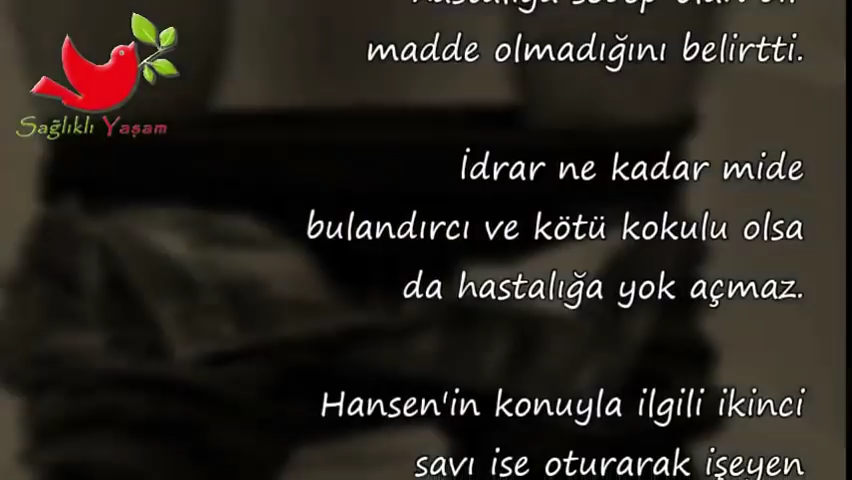 madde olmadığını belirtti.
Sağlıklı Yaşam
İdrar ne kadar mide
bulandırcı ve kötü kokulu olsa
da hastalığa yok açmaz.
Hansen'in konuyla ilgili ikinci
savı ise oturarak işeyen